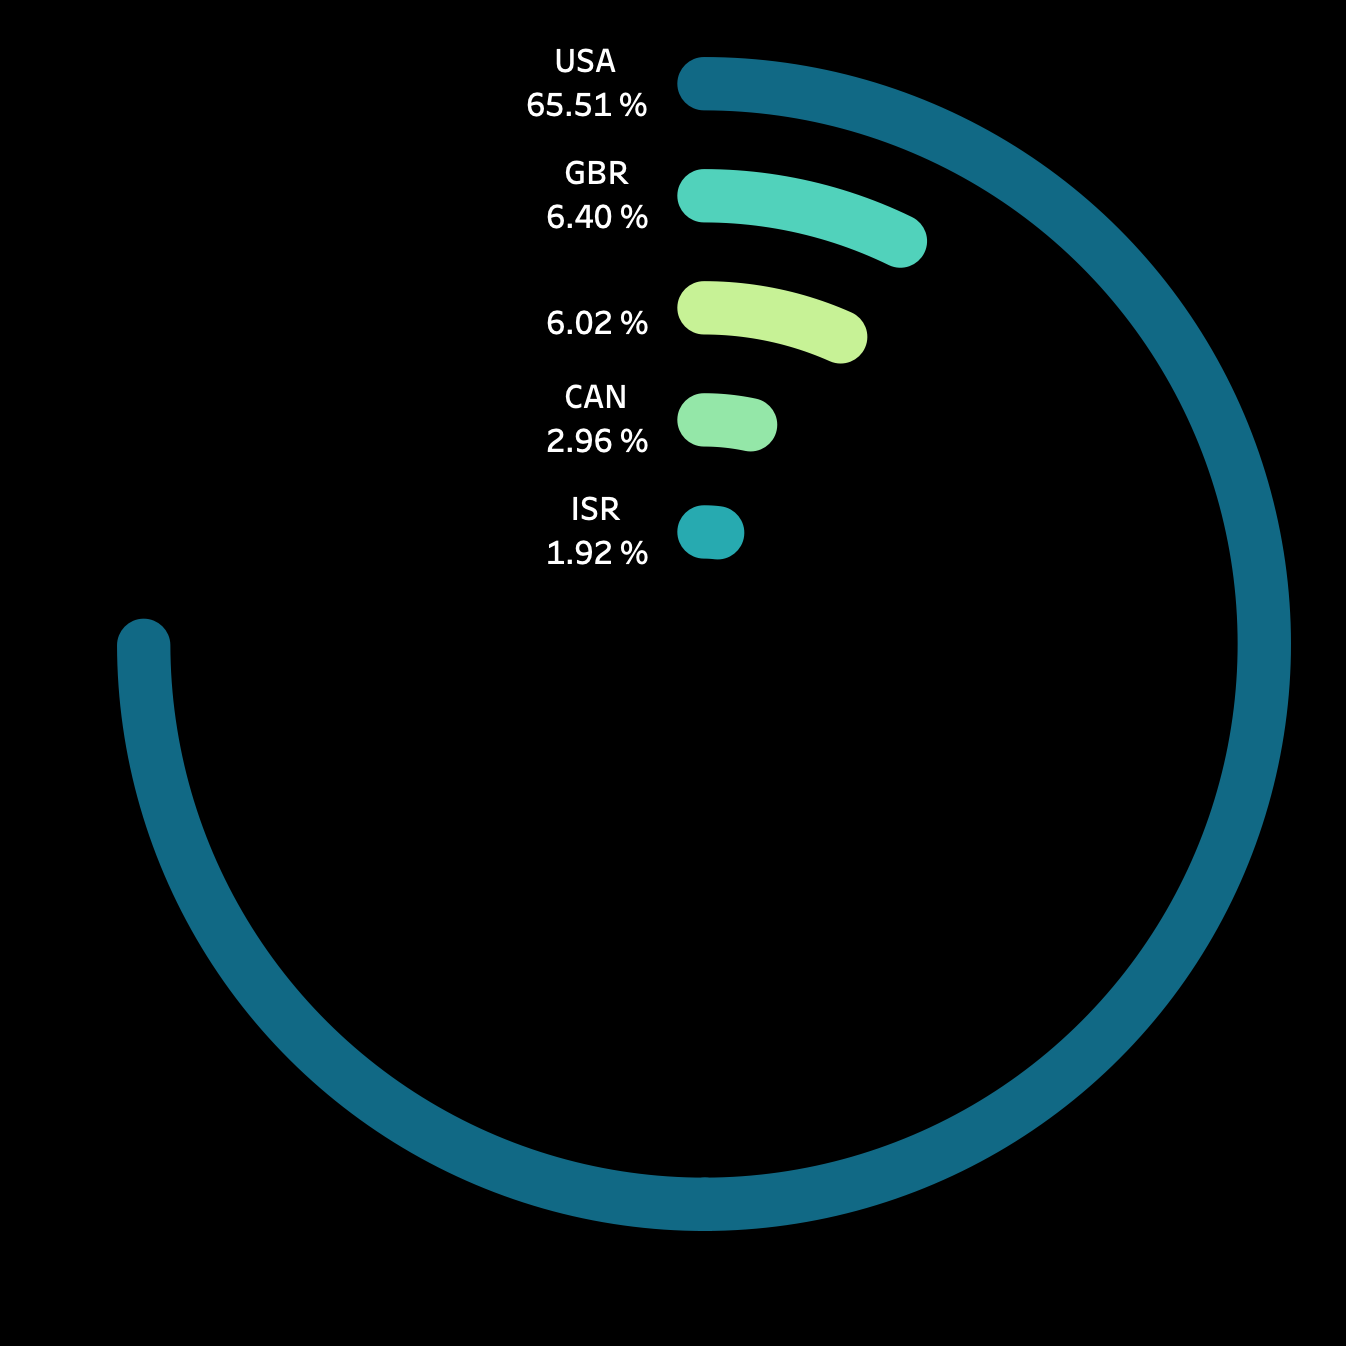 USA
65.51 %
GBR
6.40 %
6.02 %
CAN
2.96 %
ISR
1.92 %